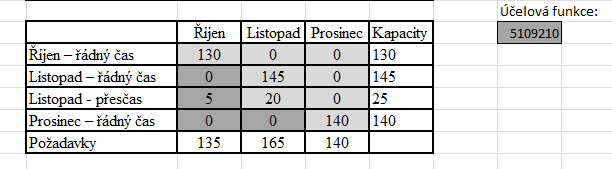 Účelová funkce:
5109210
Říjen Listopad Prosinec Kapacity
Říjen – řádný čas 130 0 0 130
Listopad – řádný čas 0 145 0 145
Listopad - přesčas 5 20 0 25
Prosinec – řádný čas 0 0 140 140
Požadavky 135 165 140